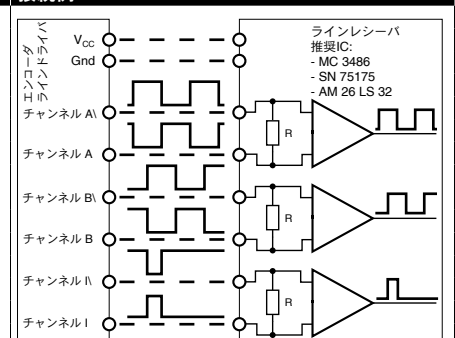 エンコーダ
ラインドライバ
VCC
Gnd
チャンネル A\
チャンネル A
チャンネル B\
チャンネル B
チャンネル I\
チャンネル I
ラインレシーバ
推奨IC:
- MC 3486
- SN 75175
- AM 26 LS 32
R
R
R